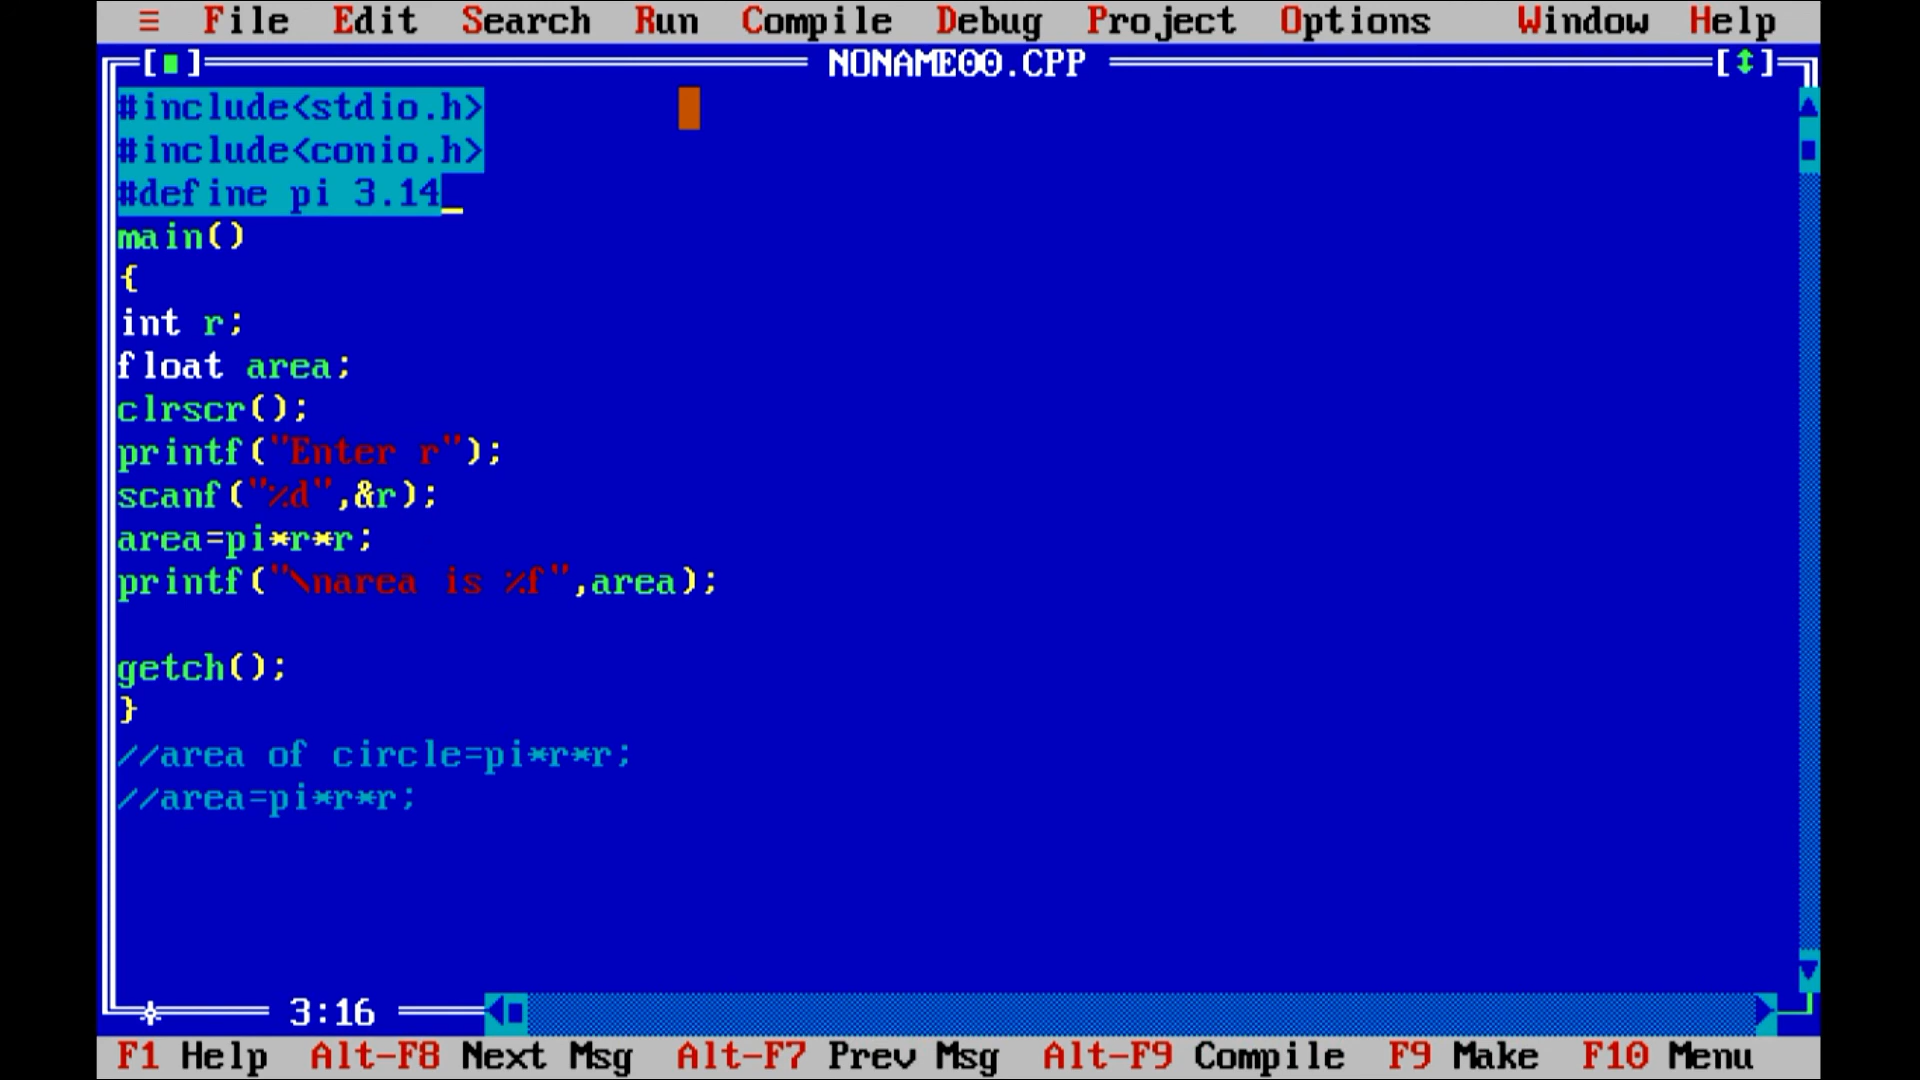 ≡ File Edit Search Run Compile Debug Project Options Window Help
[■] NONAME00.CPP [↕]
#include<stdio.h>
#include<conio.h>
#define pi 3.14_
main()
{
int r;
float area;
clrscr();
printf("Enter r");
scanf("%d",&r);
area=pi*r*r;
printf("\narea is %f",area);
getch();
}
//area of circle=pi*r*r;
//area=pi*r*r;
3:16
F1 Help Alt-F8 Next Msg Alt-F7 Prev Msg Alt-F9 Compile F9 Make F10 Menu